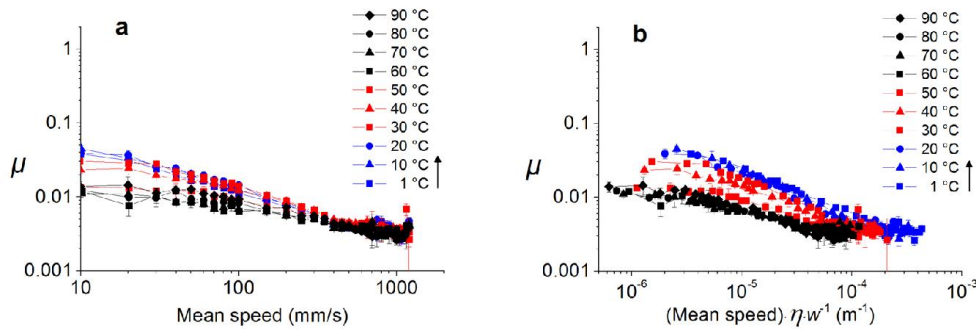 a
1
0.1
0.01
0.001
μ
10
100
1000
Mean speed (mm/s)
90 °C
80 °C
70 °C
60 °C
50 °C
40 °C
30 °C
20 °C
10 °C
1 °C
b
1
0.1
0.01
0.001
μ
10⁻⁶
10⁻⁵
10⁻⁴
10⁻³
(Mean speed)·η·w⁻¹ (m⁻¹)
90 °C
80 °C
70 °C
60 °C
50 °C
40 °C
30 °C
20 °C
10 °C
1 °C